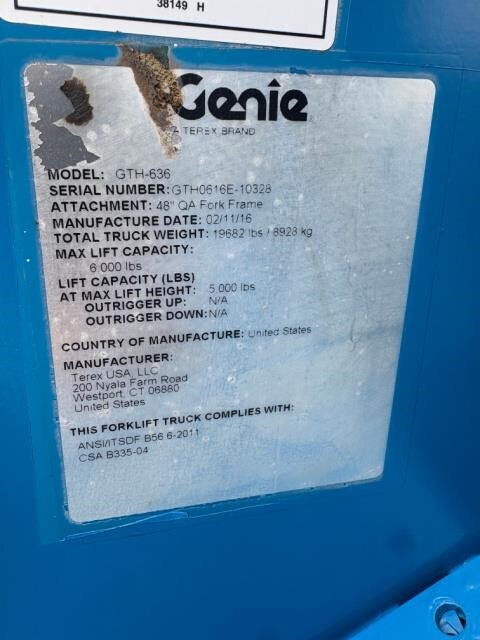 38149 H
Genie
A TEREX BRAND
MODEL: GTH-636
SERIAL NUMBER: GTH0616E-10328
ATTACHMENT: 48" QA Fork Frame
MANUFACTURE DATE: 02/11/16
TOTAL TRUCK WEIGHT: 19682 lbs / 8928 kg
MAX LIFT CAPACITY:
6,000 lbs
LIFT CAPACITY (LBS)
AT MAX LIFT HEIGHT: 5,000 lbs
OUTRIGGER UP: N/A
OUTRIGGER DOWN: N/A
COUNTRY OF MANUFACTURE: United States
MANUFACTURER:
Terex USA, LLC
200 Nyala Farm Road
Westport, CT 06880
United States
THIS FORKLIFT TRUCK COMPLIES WITH:
ANSI/ITSDF B56.6-2011
CSA B335-04